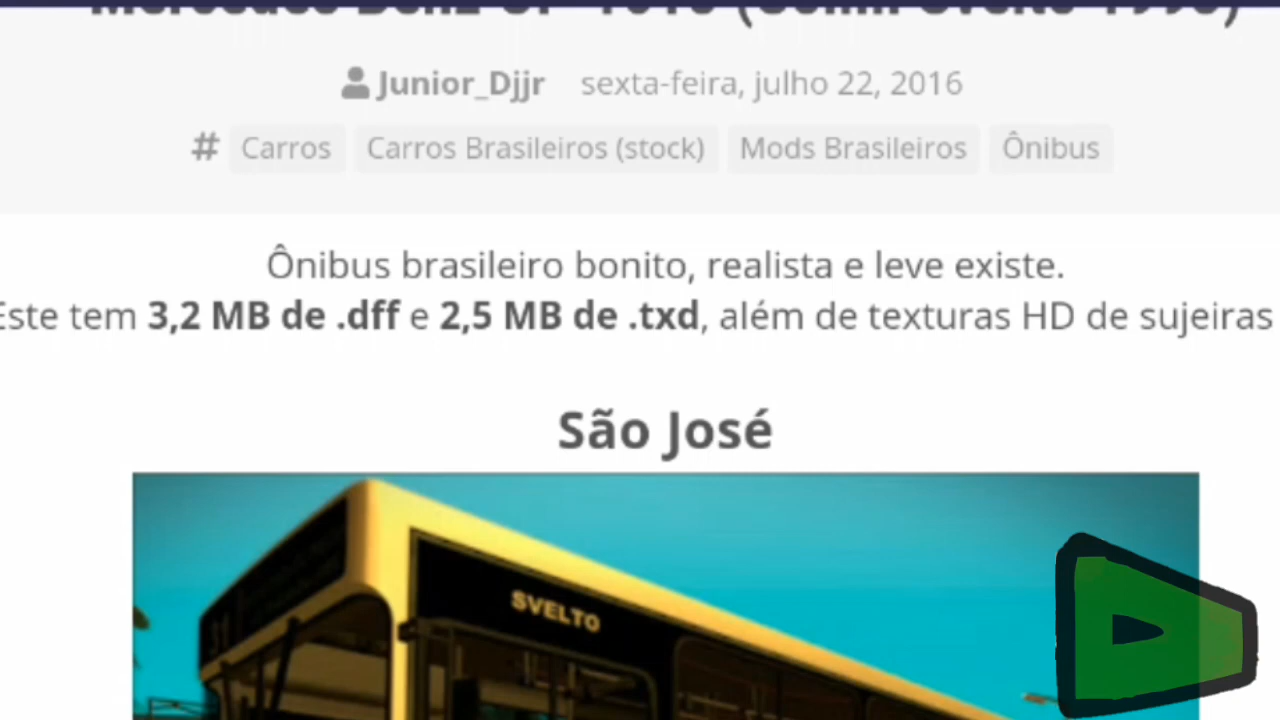 Junior_Djjr sexta-feira, julho 22, 2016
# Carros Carros Brasileiros (stock) Mods Brasileiros Ônibus
Ônibus brasileiro bonito, realista e leve existe.
Este tem 3,2 MB de .dff e 2,5 MB de .txd, além de texturas HD de sujeiras
São José
SVELTO